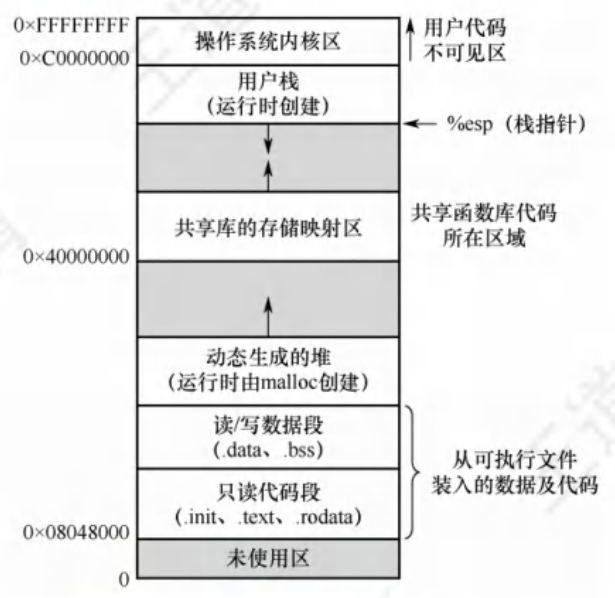 0×FFFFFFFF
操作系统内核区
用户代码
不可见区
0×C0000000
用户栈
(运行时创建)
%esp（栈指针）
共享库的存储映射区
共享函数库代码
所在区域
0×40000000
动态生成的堆
(运行时由malloc创建)
读/写数据段
(.data、.bss)
从可执行文件
装入的数据及代码
只读代码段
(.init、.text、.rodata)
0×08048000
未使用区
0